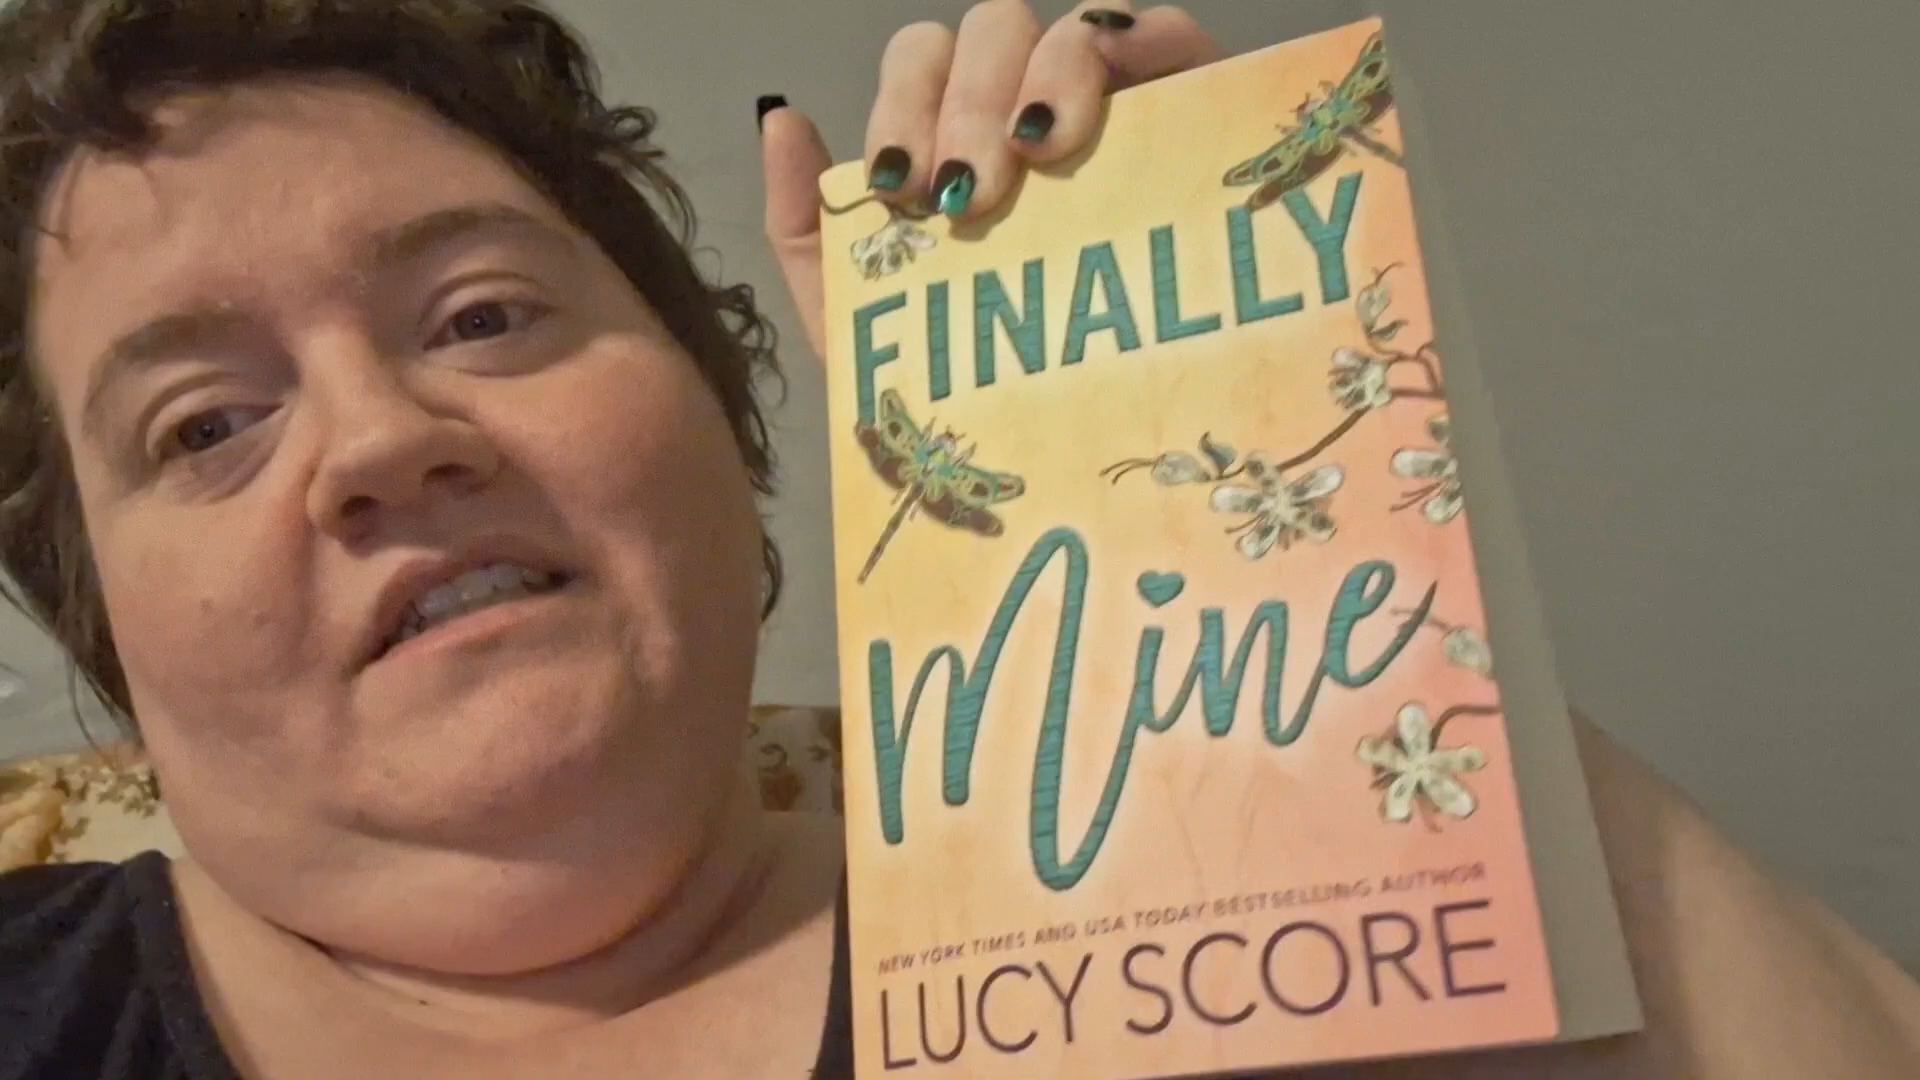 FINALLY
Mine
NEW YORK TIMES AND USA TODAY BESTSELLING AUTHOR
LUCY SCORE